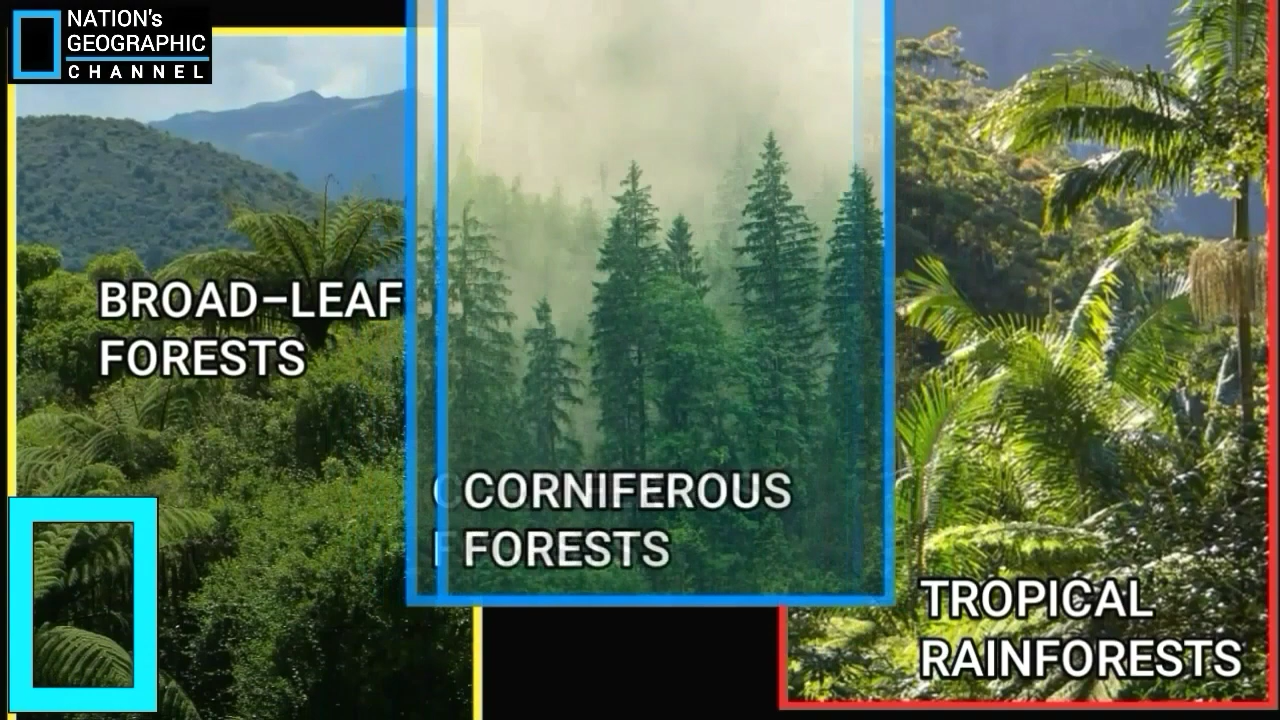 NATION's
GEOGRAPHIC
CHANNEL
BROAD-LEAF
FORESTS
CORNIFEROUS
FORESTS
TROPICAL
RAINFORESTS